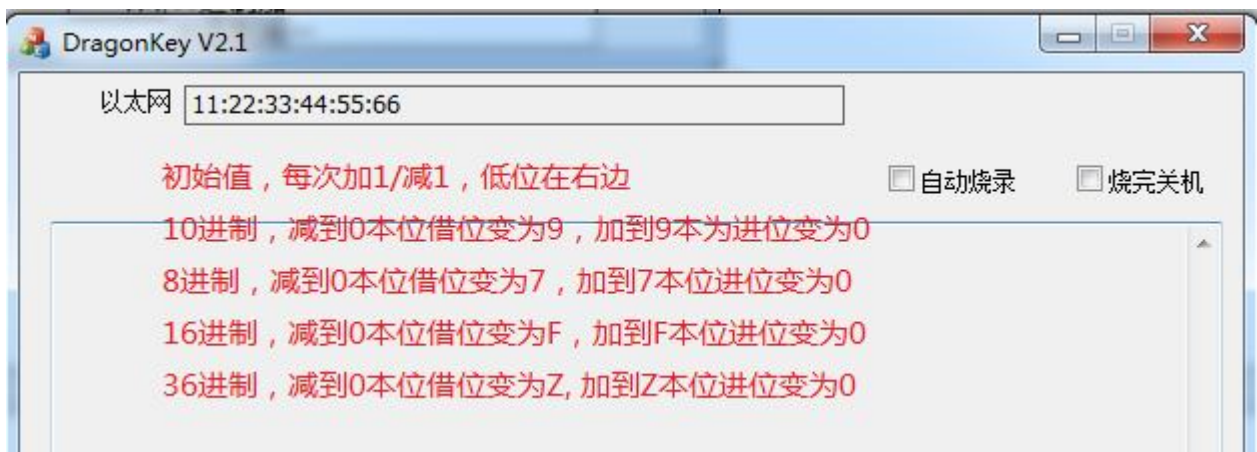 DragonKey V2.1
以太网 11:22:33:44:55:66
初始值，每次加1/减1，低位在右边
自动烧录 烧完关机
10进制，减到0本位借位变为9，加到9本为进位变为0
8进制，减到0本位借位变为7，加到7本位进位变为0
16进制，减到0本位借位变为F，加到F本位进位变为0
36进制，减到0本位借位变为Z, 加到Z本位进位变为0